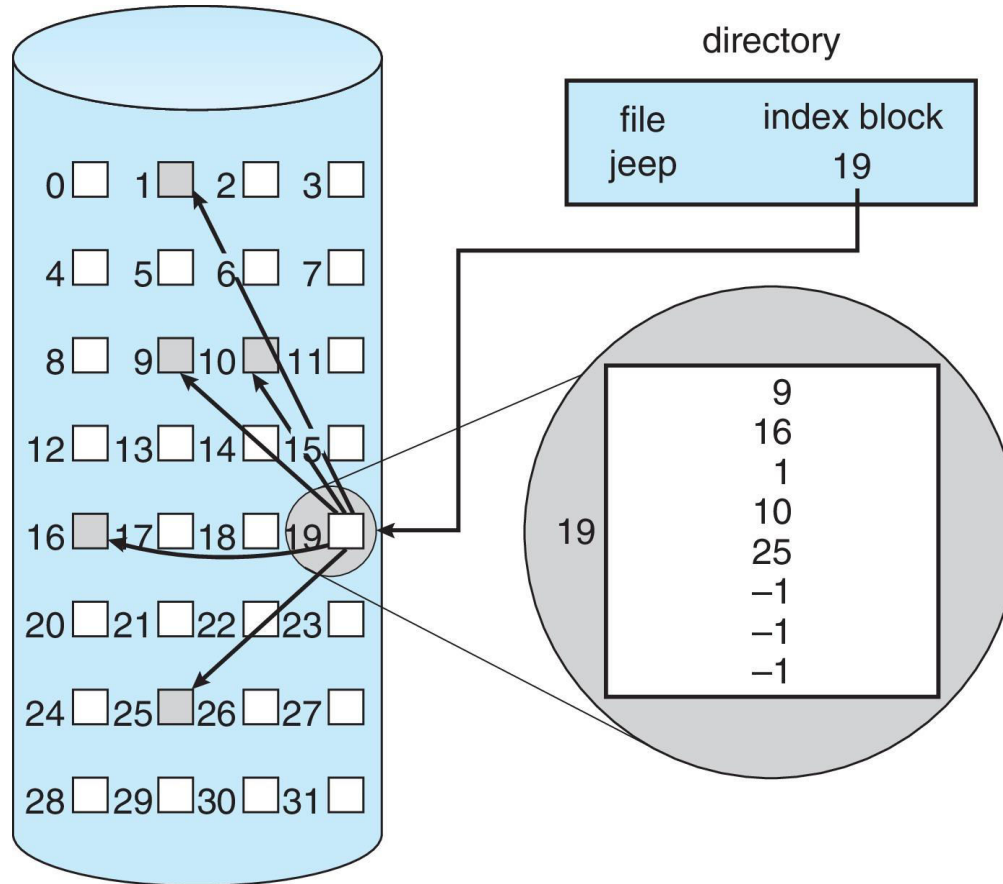 directory
file index block
jeep 19
0 1 2 3
4 5 6 7
8 9 10 11
12 13 14 15
16 17 18 19
20 21 22 23
24 25 26 27
28 29 30 31
19
9
16
1
10
25
–1
–1
–1